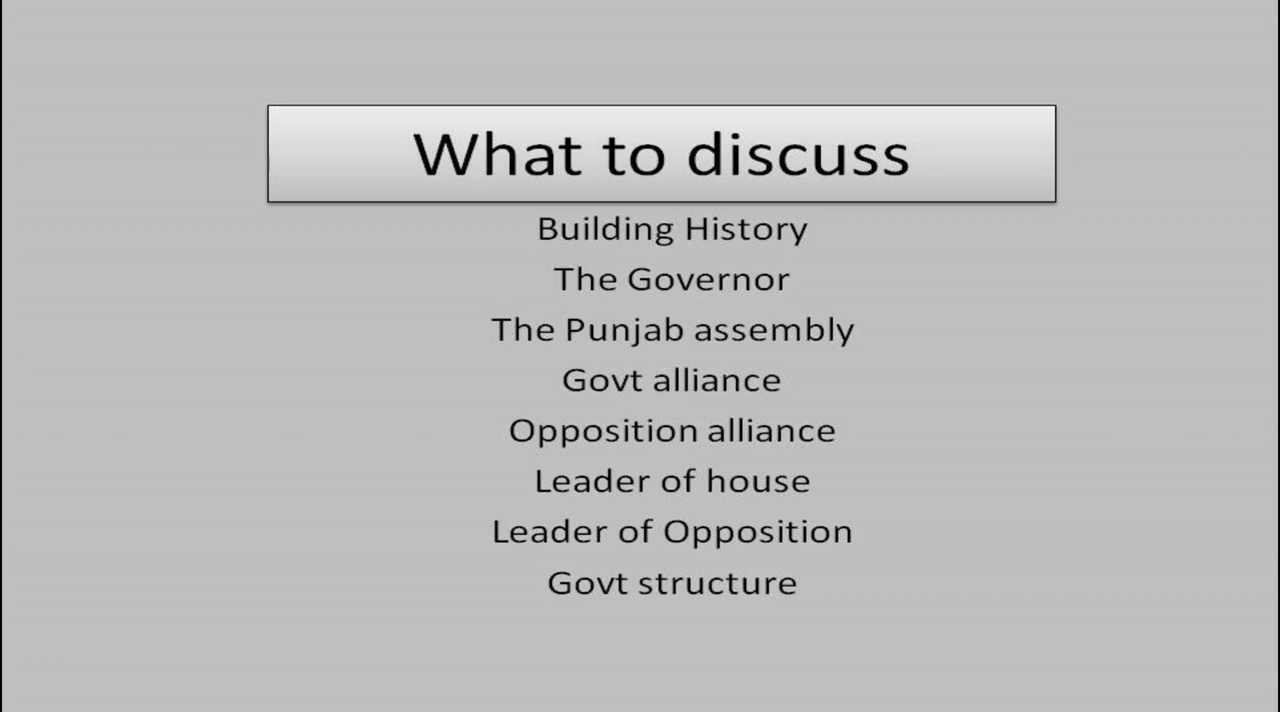 What to discuss
Building History
The Governor
The Punjab assembly
Govt alliance
Opposition alliance
Leader of house
Leader of Opposition
Govt structure